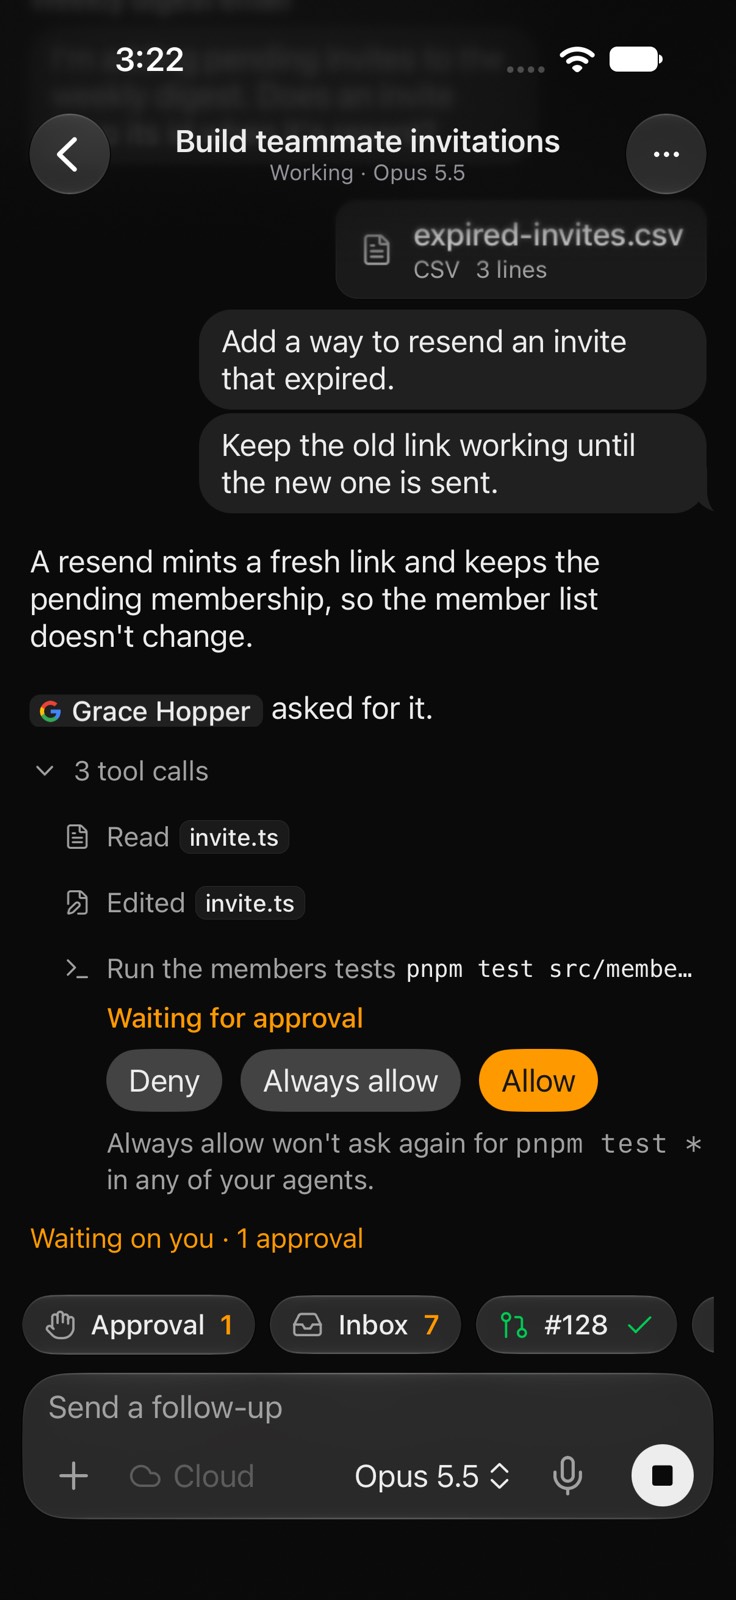 3:22
Build teammate invitations
Working · Opus 5.5
expired-invites.csv
CSV 3 lines
Add a way to resend an invite
that expired.
Keep the old link working until
the new one is sent.
A resend mints a fresh link and keeps the
pending membership, so the member list
doesn't change.
Grace Hopper asked for it.
3 tool calls
Read invite.ts
Edited invite.ts
Run the members tests pnpm test src/membe…
Waiting for approval
Deny
Always allow
Allow
Always allow won't ask again for pnpm test *
in any of your agents.
Waiting on you · 1 approval
Approval 1
Inbox 7
#128
Send a follow-up
Cloud
Opus 5.5